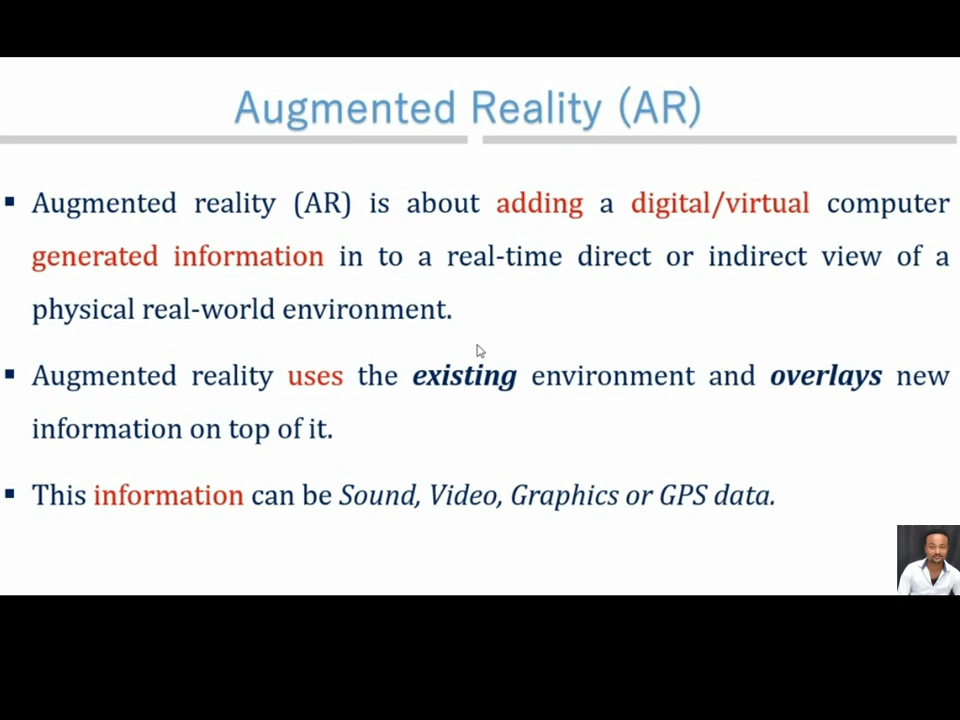 Augmented Reality (AR)
▪ Augmented reality (AR) is about adding a digital/virtual computer
generated information in to a real-time direct or indirect view of a
physical real-world environment.
▪ Augmented reality uses the existing environment and overlays new
information on top of it.
▪ This information can be Sound, Video, Graphics or GPS data.